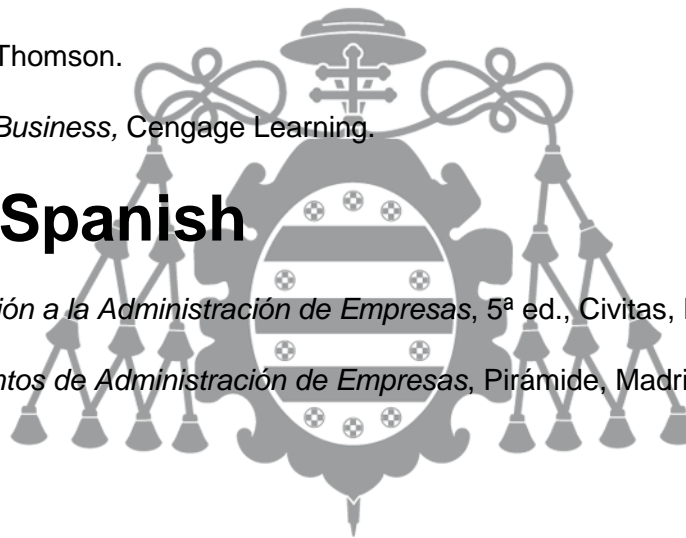 Thomson.
Business, Cengage Learning.
Spanish
ión a la Administración de Empresas, 5ª ed., Civitas,
ntos de Administración de Empresas, Pirámide, Madri